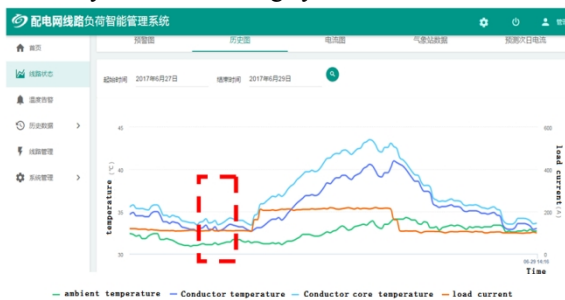 配电网线路负荷智能管理系统
首页
预警图
历史图
电流图
气象站数据
预测次日电流
线路状态
起始时间 2017年6月27日
结束时间 2017年6月29日
温度告警
历史数据
线路管理
系统管理
45
40
35
30
temperature (℃)
600
400
200
0
load current(A)
Time
ambient temperature
Conductor temperature
Conductor core temperature
load current